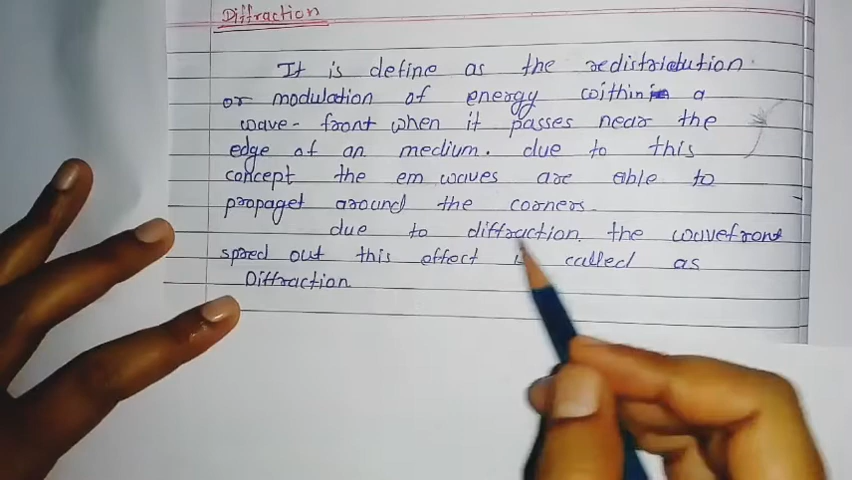 Diffraction
It is define as the redistribution
or modulation of energy within a
wave-front when it passes near the
edge of an medium. due to this
concept the em waves are able to
propaget around the corners
due to diffraction. the wavefront
spred out this effect is called as
Diffraction